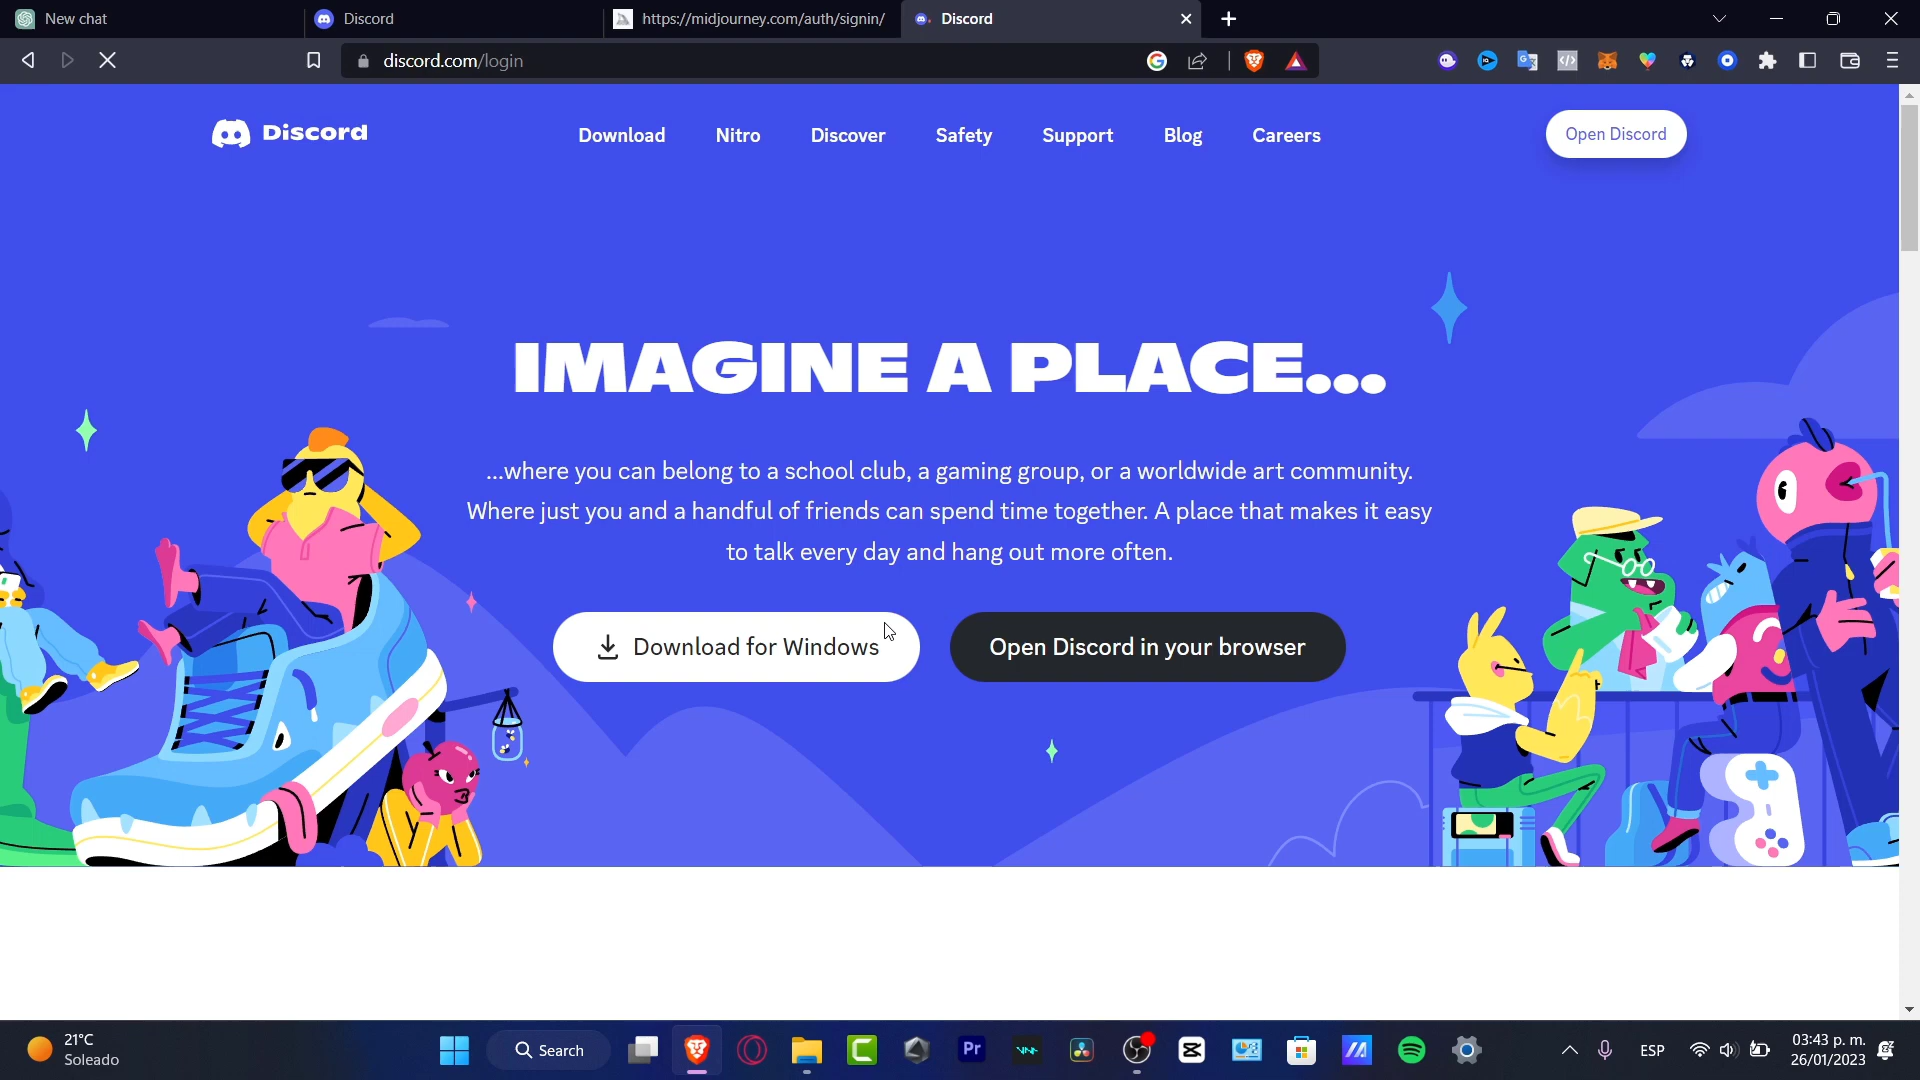 New chat
Discord
https://midjourney.com/auth/signin/
Discord
discord.com/login
Discord
Download
Nitro
Discover
Safety
Support
Blog
Careers
Open Discord
IMAGINE A PLACE...
...where you can belong to a school club, a gaming group, or a worldwide art community.
Where just you and a handful of friends can spend time together. A place that makes it easy
to talk every day and hang out more often.
Download for Windows
Open Discord in your browser
21°C
Soleado
Search
Pr
ESP
03:43 p. m.
26/01/2023